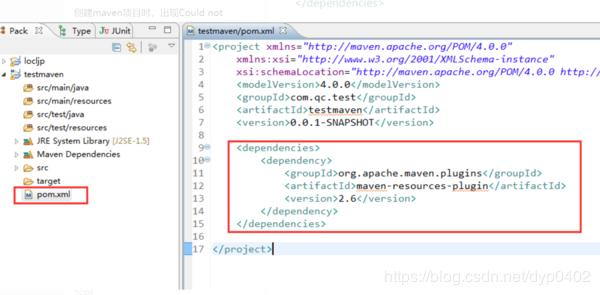 创建maven项目时，出现Could not
</dependencies>
Pack
Type
JUnit
locljp
testmaven
src/main/java
src/main/resources
src/test/java
src/test/resources
JRE System Library [J2SE-1.5]
Maven Dependencies
src
target
pom.xml
testmaven/pom.xml
1 <project xmlns="http://maven.apache.org/POM/4.0.0"
2 xmlns:xsi="http://www.w3.org/2001/XMLSchema-instance"
3 xsi:schemaLocation="http://maven.apache.org/POM/4.0.0 http:/
4 <modelVersion>4.0.0</modelVersion>
5 <groupId>com.qc.test</groupId>
6 <artifactId>testmaven</artifactId>
7 <version>0.0.1-SNAPSHOT</version>
8
9 <dependencies>
10 <dependency>
11 <groupId>org.apache.maven.plugins</groupId>
12 <artifactId>maven-resources-plugin</artifactId>
13 <version>2.6</version>
14 </dependency>
15 </dependencies>
16
17 </project>
https://blog.csdn.net/dyp0402